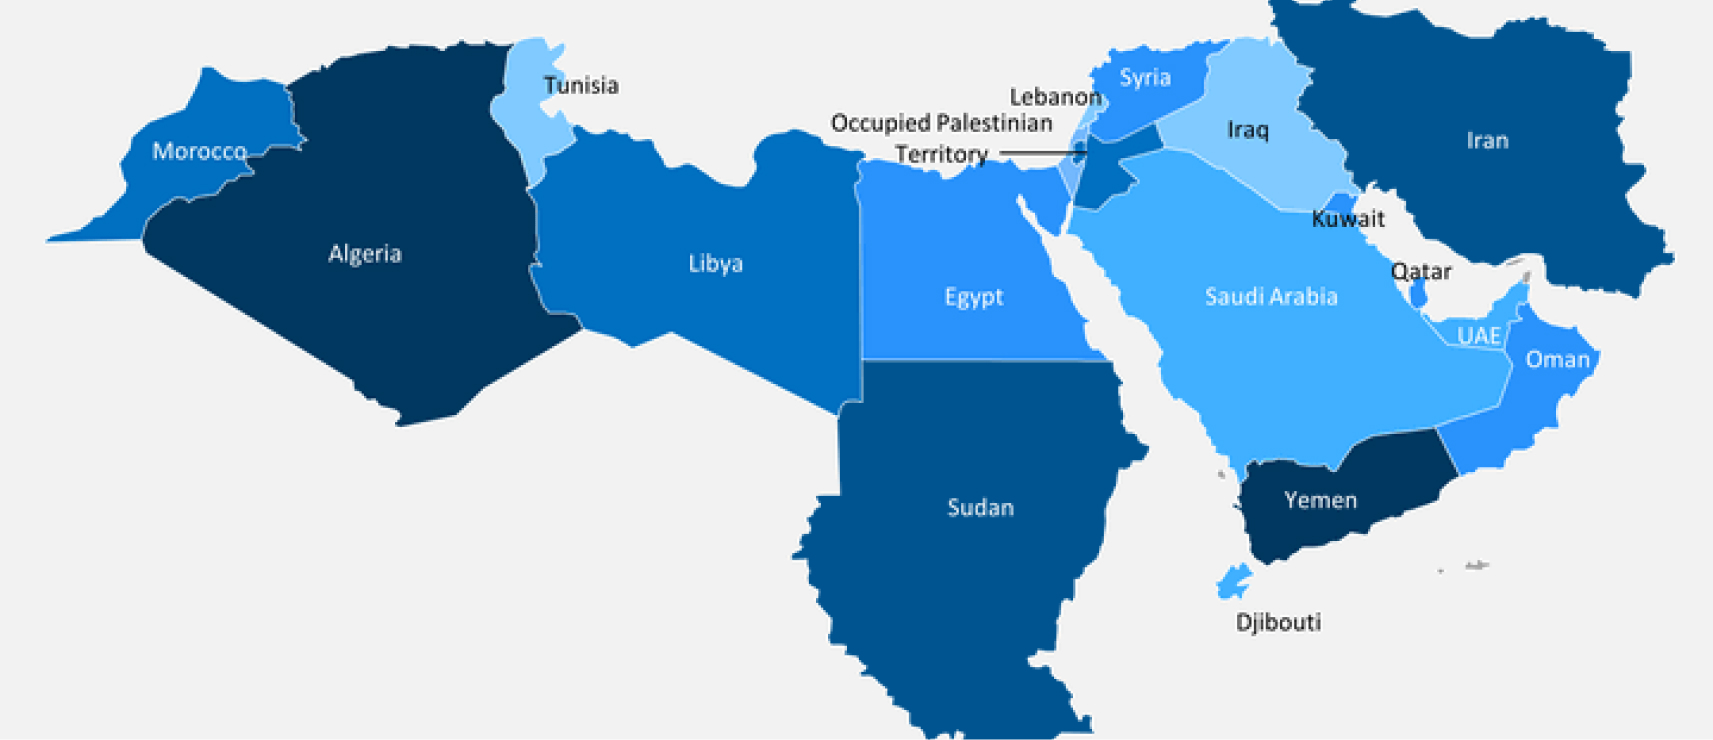 Tunisia
Syria
Lebanon
Occupied Palestinian
Territory
Iraq
Iran
Morocco
Kuwait
Algeria
Libya
Qatar
Egypt
Saudi Arabia
UAE
Oman
Yemen
Sudan
Djibouti